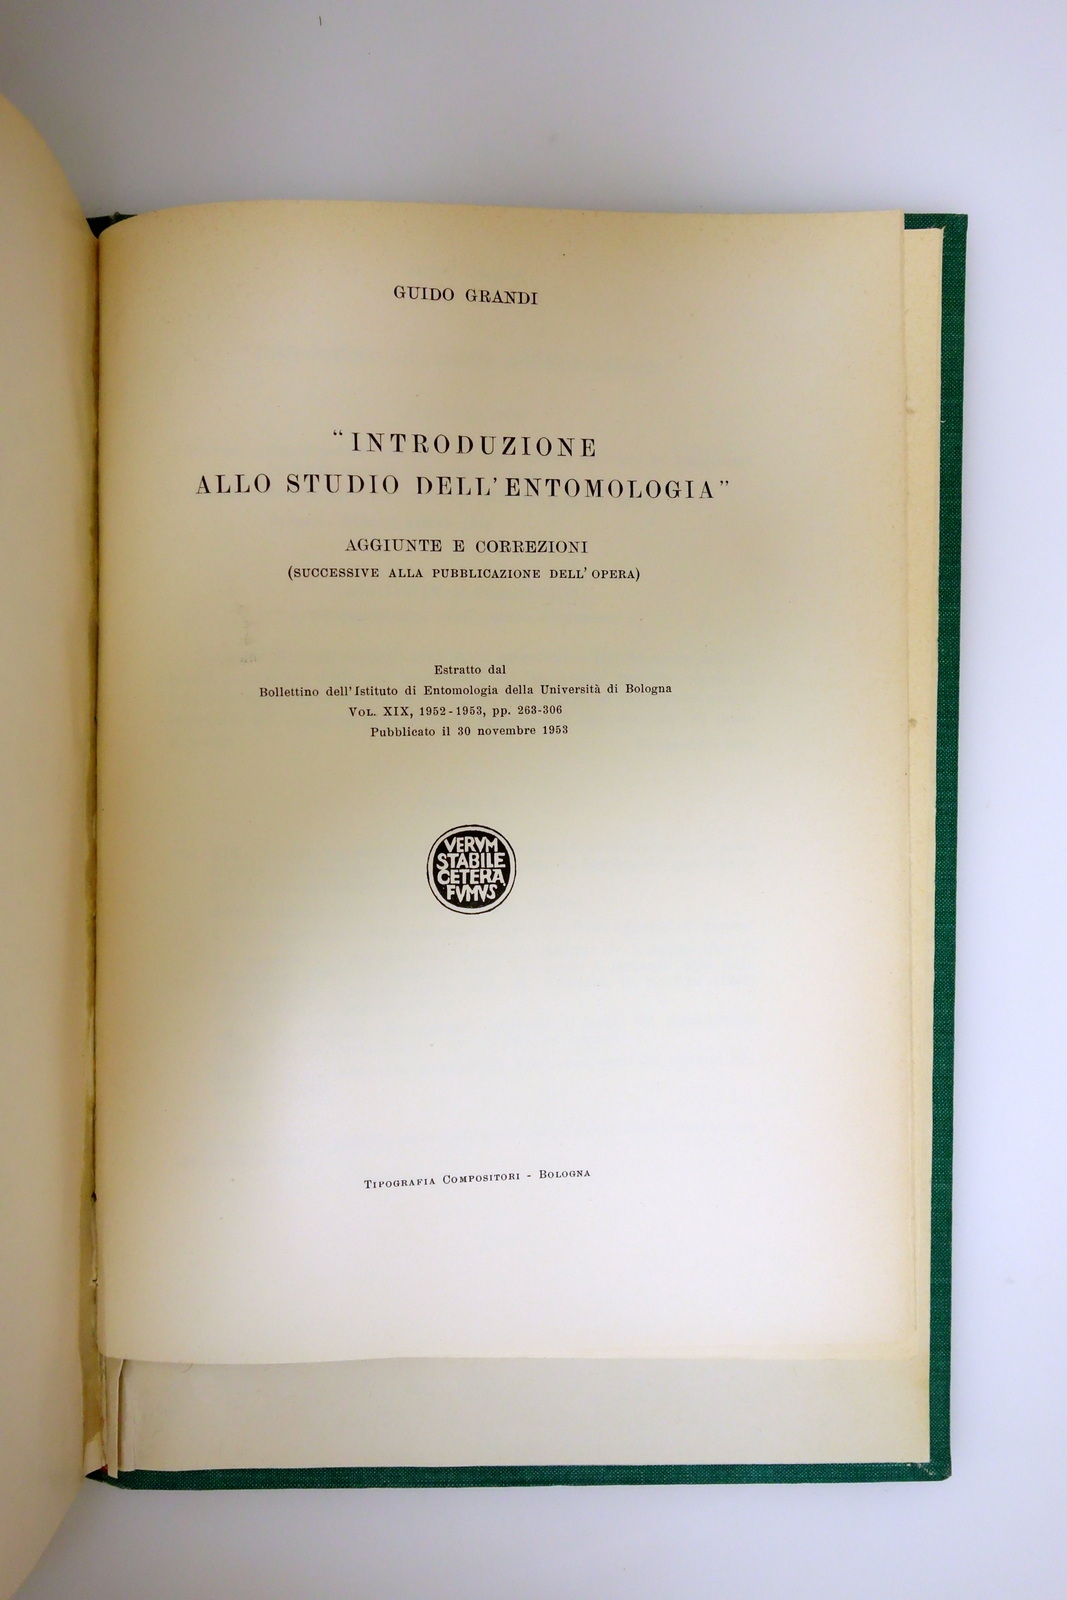 GUIDO GRANDI
“INTRODUZIONE
ALLO STUDIO DELL'ENTOMOLOGIA”
AGGIUNTE E CORREZIONI
(SUCCESSIVE ALLA PUBBLICAZIONE DELL'OPERA)
Estratto dal
Bollettino dell'Istituto di Entomologia della Università di Bologna
VOL. XIX, 1952-1953, pp. 263-306
Pubblicato il 30 novembre 1953
VERVM
STABILE
CETERA
FVMVS
TIPOGRAFIA COMPOSITORI - BOLOGNA